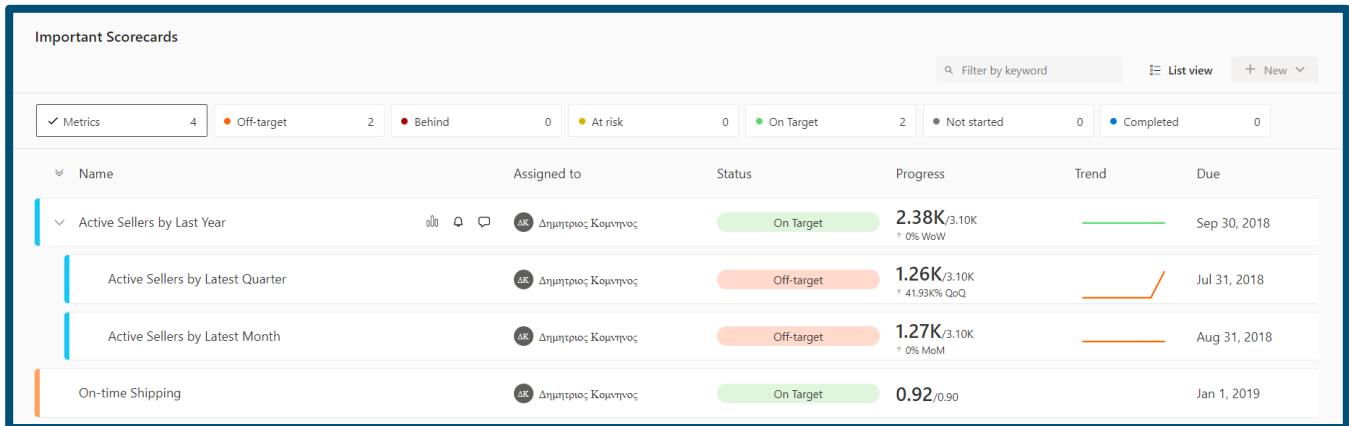 Important Scorecards
Filter by keyword List view + New
Metrics 4 Off-target 2 Behind 0 At risk 0 On Target 2 Not started 0 Completed 0
Name Assigned to Status Progress Trend Due
Active Sellers by Last Year ΔΚ Δημητριος Κομνηνος On Target 2.38K/3.10K Sep 30, 2018
↑ 0% WoW
Active Sellers by Latest Quarter ΔΚ Δημητριος Κομνηνος Off-target 1.26K/3.10K Jul 31, 2018
↑ 41.93K% QoQ
Active Sellers by Latest Month ΔΚ Δημητριος Κομνηνος Off-target 1.27K/3.10K Aug 31, 2018
↑ 0% MoM
On-time Shipping ΔΚ Δημητριος Κομνηνος On Target 0.92/0.90 Jan 1, 2019